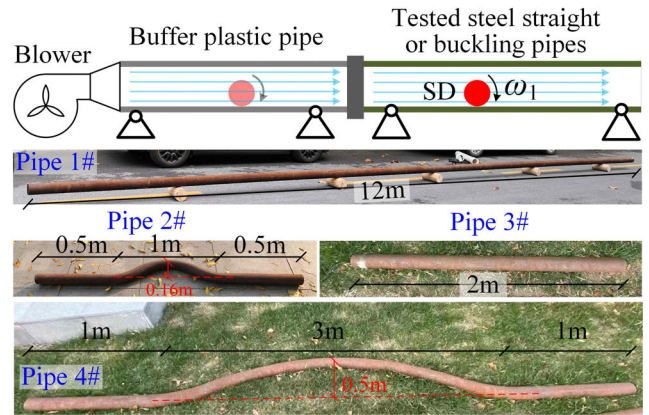 Blower
Buffer plastic pipe
Tested steel straight
or buckling pipes
SD
ω1
Pipe 1#
12m
Pipe 2#
Pipe 3#
0.5m
1m
0.5m
0.16m
2m
1m
3m
1m
Pipe 4#
0.5m